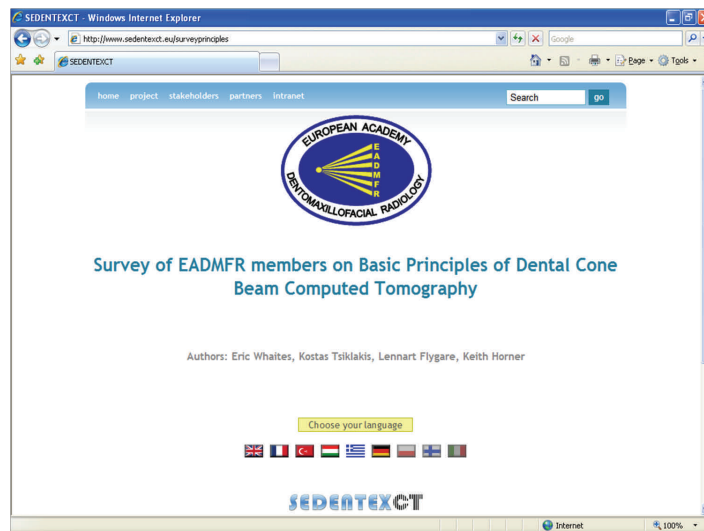 SEDENTEXCT - Windows Internet Explorer
http://www.sedentexct.eu/surveyprinciples
Google
SEDENTEXCT
Page
Tools
home project stakeholders partners intranet
Search
go
EUROPEAN ACADEMY
EADMFR
DENTOMAXILLOFACIAL RADIOLOGY
Survey of EADMFR members on Basic Principles of Dental Cone
Beam Computed Tomography
Authors: Eric Whaites, Kostas Tsiklakis, Lennart Flygare, Keith Horner
Choose your language
SEDENTEXCT
Internet
100%